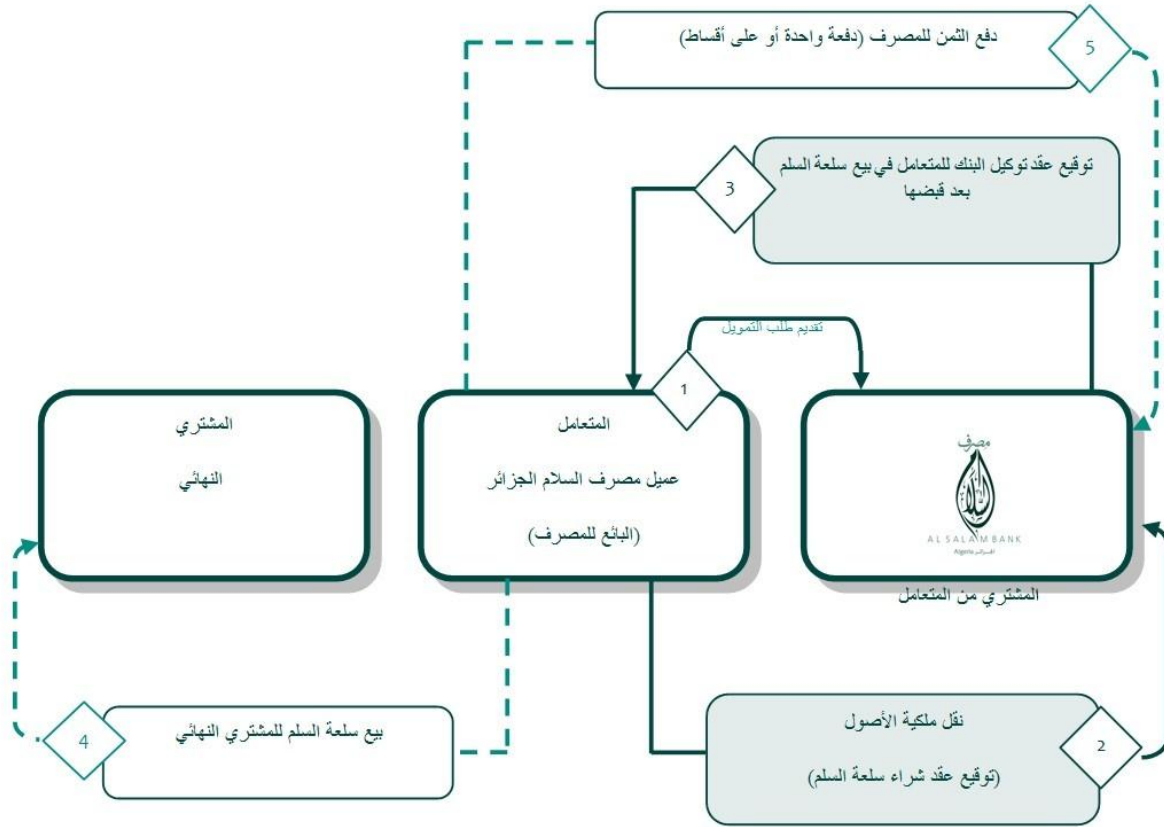 دفع الثمن للمصرف (دفعة واحدة أو على أقساط)
5
توقيع عقد توكيل البنك للمتعامل في بيع سلعة السلم
بعد قبضها
3
تقديم طلب التمويل
1
المشتري
النهائي
المتعامل
عميل مصرف السلام الجزائر
(البائع للمصرف)
مصرف
السلام
AL SALAM BANK
Algeria الجزائر
المشتري من المتعامل
4
بيع سلعة السلم للمشتري النهائي
نقل ملكية الأصول
(توقيع عقد شراء سلعة السلم)
2